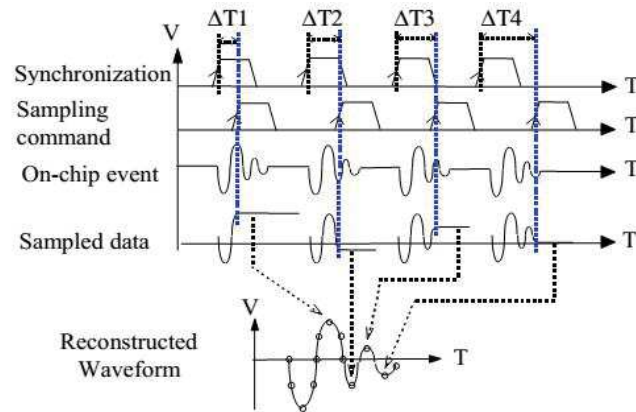 ΔT1 ΔT2 ΔT3 ΔT4
V
Synchronization T
Sampling
command T
On-chip event T
Sampled data T
V
Reconstructed
Waveform T